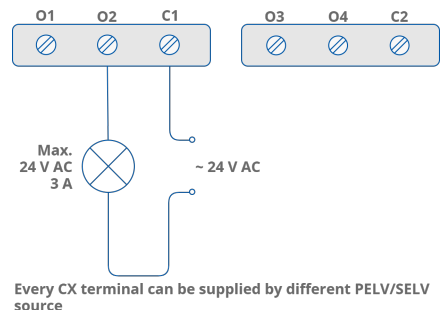 O1 O2 C1 O3 O4 C2
Max.
24 V AC
3 A
~ 24 V AC
Every CX terminal can be supplied by different PELV/SELV
source